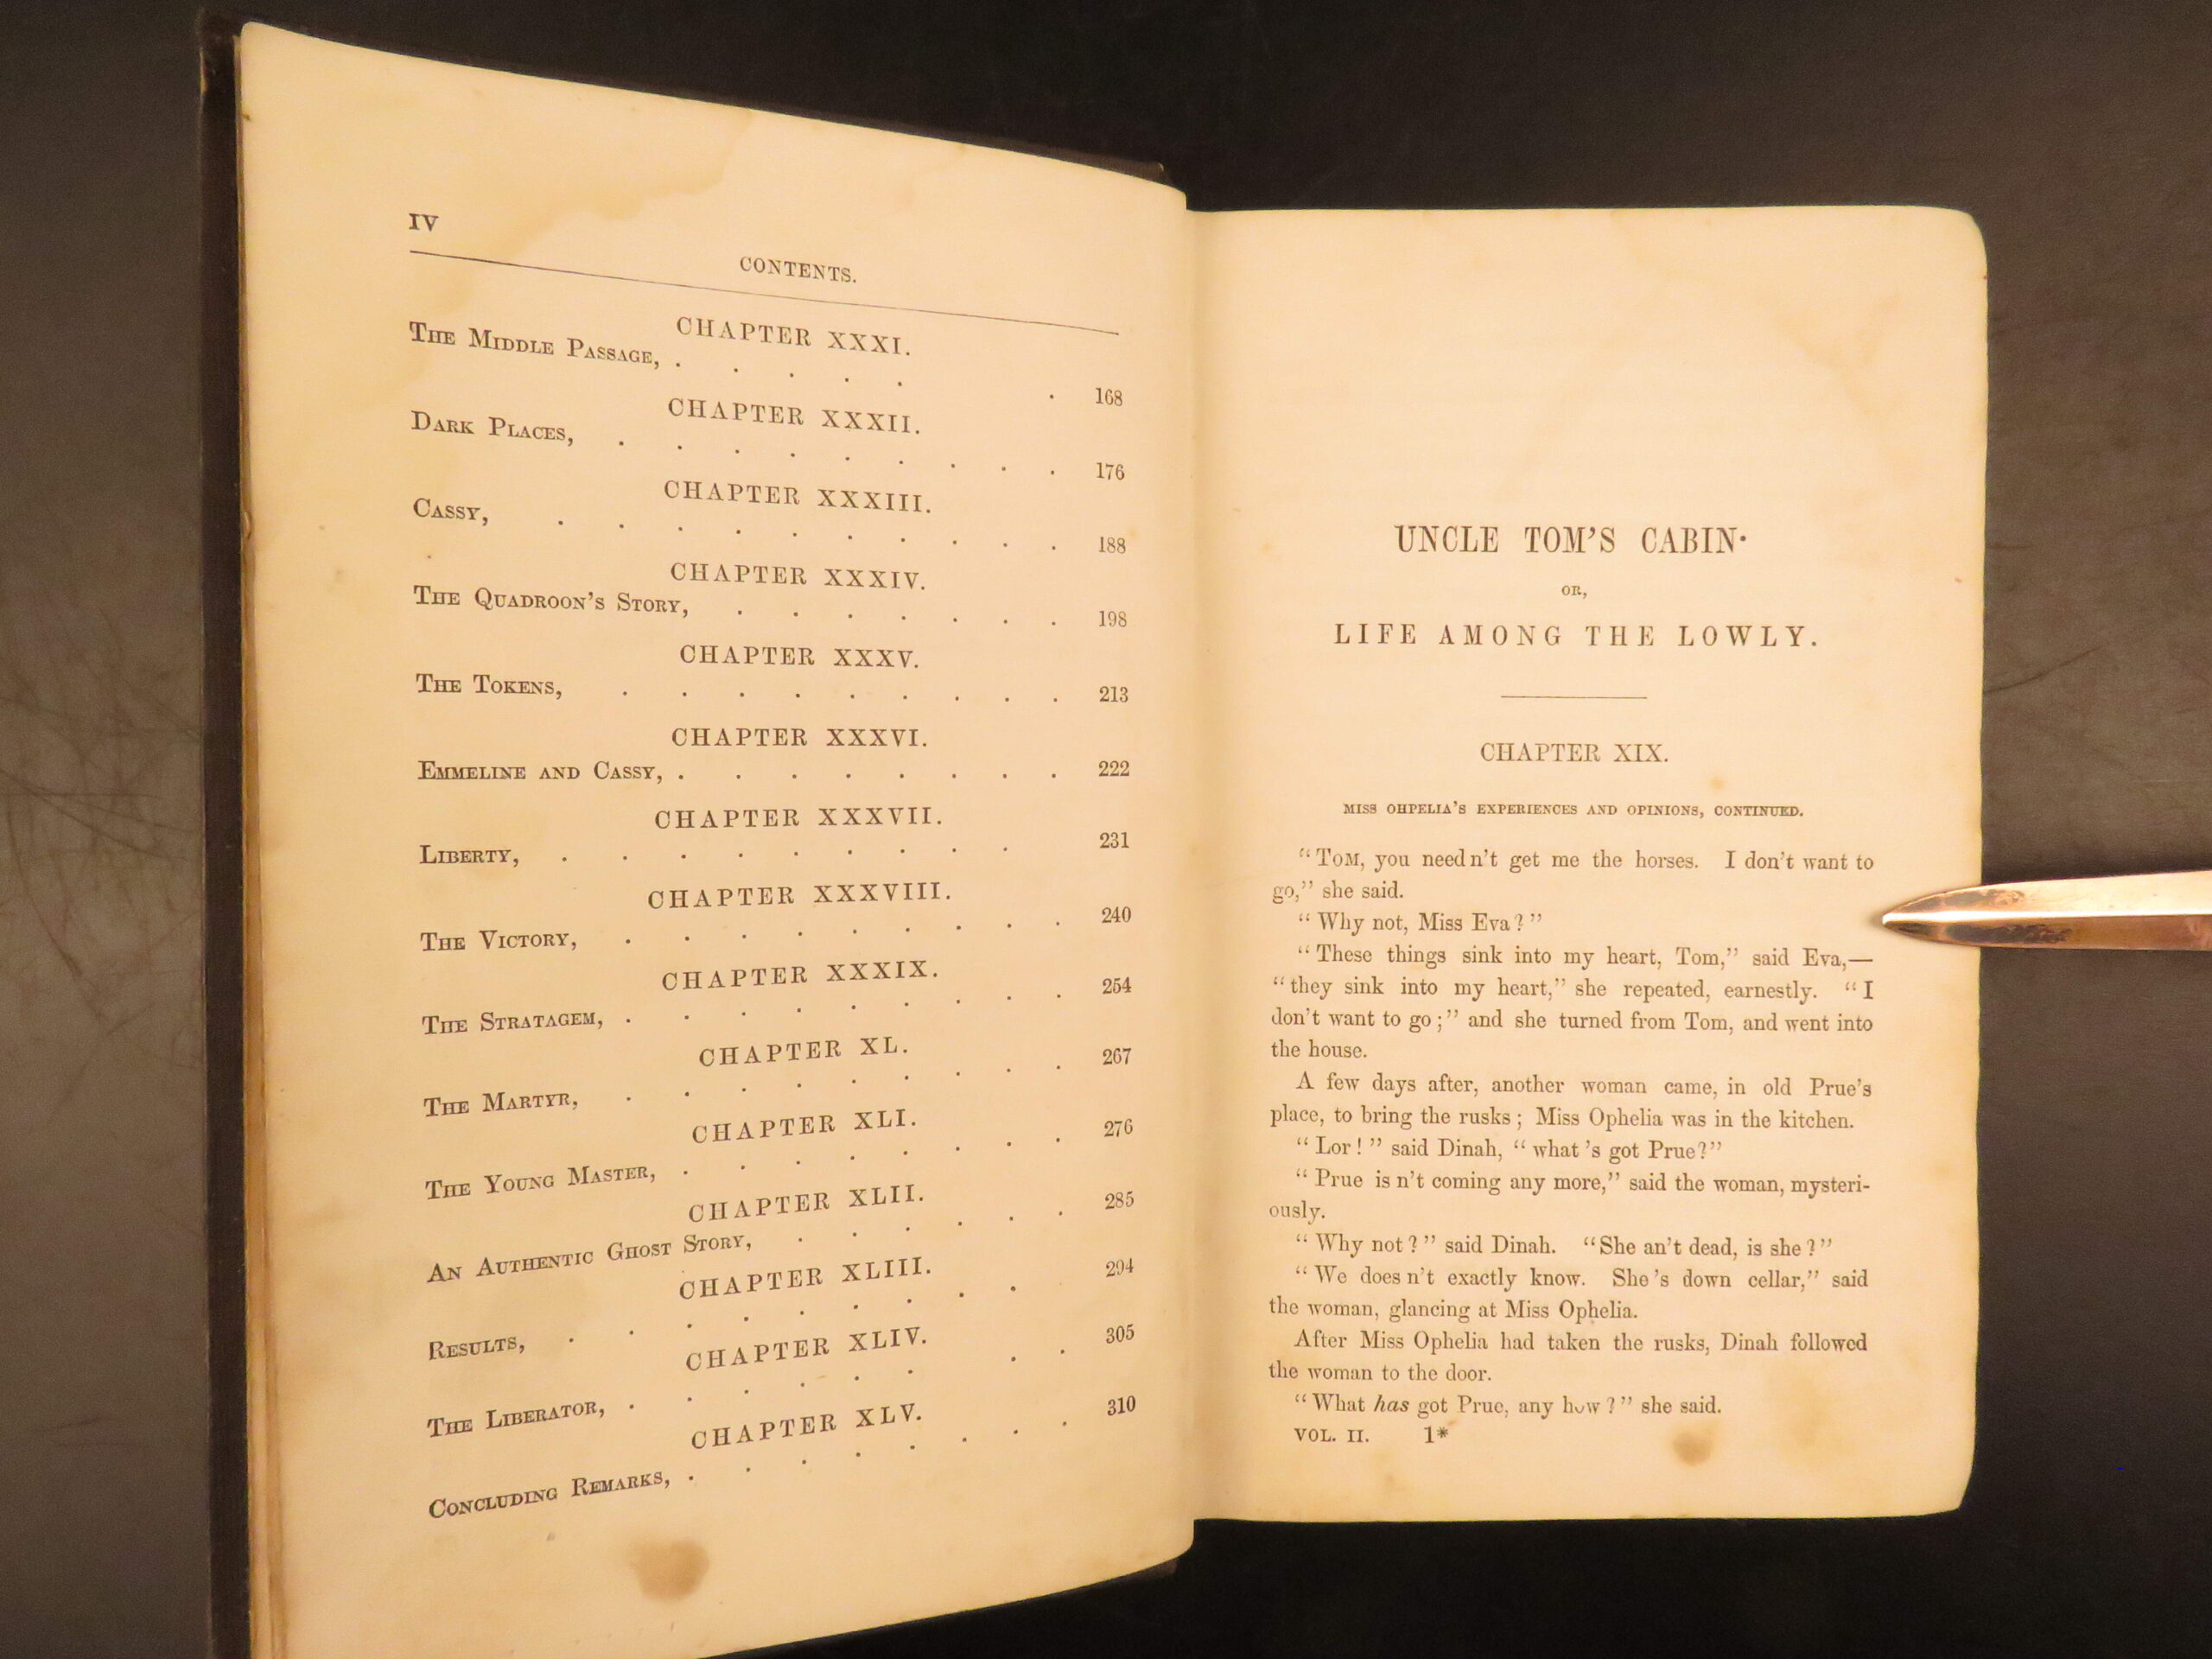 IV
CONTENTS.
CHAPTER XXXI.
THE MIDDLE PASSAGE, . . . . . . 168
CHAPTER XXXII.
DARK PLACES, . . . . . . . . . 176
CHAPTER XXXIII.
CASSY, . . . . . . . . . . 188
CHAPTER XXXIV.
THE QUADROON'S STORY, . . . . . . . 198
CHAPTER XXXV.
THE TOKENS, . . . . . . . . . 213
CHAPTER XXXVI.
EMMELINE AND CASSY, . . . . . . . . 222
CHAPTER XXXVII.
LIBERTY, . . . . . . . . . 231
CHAPTER XXXVIII.
THE VICTORY, . . . . . . . . . 240
CHAPTER XXXIX.
THE STRATAGEM, . . . . . . . . . 254
CHAPTER XL.
THE MARTYR, . . . . . . . . . 267
CHAPTER XLI.
THE YOUNG MASTER, . . . . . . . . 276
CHAPTER XLII.
AN AUTHENTIC GHOST STORY, . . . . . . 285
CHAPTER XLIII.
RESULTS, . . . . . . . . . 294
CHAPTER XLIV.
THE LIBERATOR, . . . . . . . . 305
CHAPTER XLV.
CONCLUDING REMARKS, . . . . . . . . 310
UNCLE TOM'S CABIN·
OR,
LIFE AMONG THE LOWLY.
CHAPTER XIX.
MISS OHPELIA'S EXPERIENCES AND OPINIONS, CONTINUED.
"TOM, you need n't get me the horses. I don't want to
go," she said.
"Why not, Miss Eva?"
"These things sink into my heart, Tom," said Eva,—
"they sink into my heart," she repeated, earnestly. "I
don't want to go;" and she turned from Tom, and went into
the house.
A few days after, another woman came, in old Prue's
place, to bring the rusks; Miss Ophelia was in the kitchen.
"Lor!" said Dinah, "what 's got Prue?"
"Prue is n't coming any more," said the woman, mysteri-
ously.
"Why not?" said Dinah. "She an't dead, is she?"
"We does n't exactly know. She 's down cellar," said
the woman, glancing at Miss Ophelia.
After Miss Ophelia had taken the rusks, Dinah followed
the woman to the door.
"What has got Prue, any how?" she said.
VOL. II. 1*